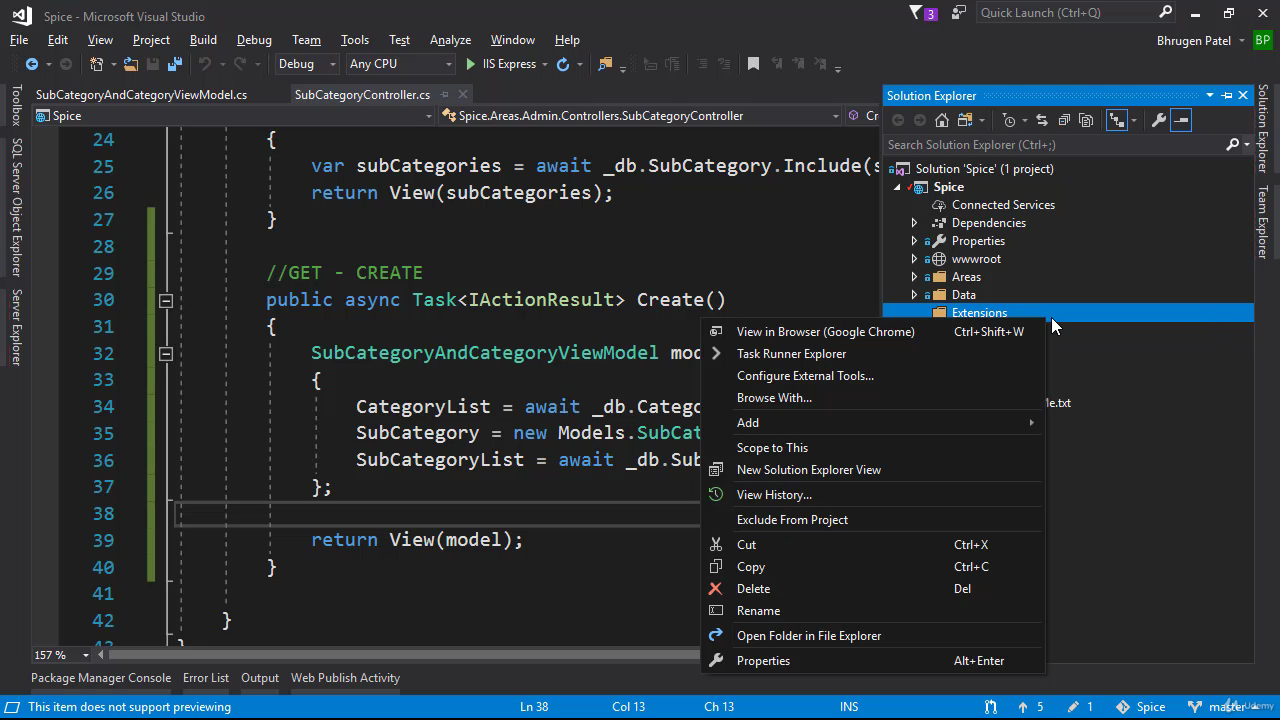 Spice - Microsoft Visual Studio
3
Quick Launch (Ctrl+Q)
File Edit View Project Build Debug Team Tools Test Analyze Window Help
Bhrugen Patel BP
Debug Any CPU IIS Express
Toolbox
SQL Server Object Explorer
Server Explorer
SubCategoryAndCategoryViewModel.cs SubCategoryController.cs
Spice Spice.Areas.Admin.Controllers.SubCategoryController Cr
24 {
25 var subCategories = await _db.SubCategory.Include(s
26 return View(subCategories);
27 }
28
29 //GET - CREATE
30 public async Task<IActionResult> Create()
31 {
32 SubCategoryAndCategoryViewModel mod
33 {
34 CategoryList = await _db.Catego
35 SubCategory = new Models.SubCat
36 SubCategoryList = await _db.Sub
37 };
38
39 return View(model);
40 }
41
42 }
Solution Explorer
Search Solution Explorer (Ctrl+;)
Solution 'Spice' (1 project)
Spice
Connected Services
Dependencies
Properties
wwwroot
Areas
Data
Extensions
le.txt
View in Browser (Google Chrome) Ctrl+Shift+W
Task Runner Explorer
Configure External Tools...
Browse With...
Add
Scope to This
New Solution Explorer View
View History...
Exclude From Project
Cut Ctrl+X
Copy Ctrl+C
Delete Del
Rename
Open Folder in File Explorer
Properties Alt+Enter
Solution Explorer
Team Explorer
157 %
Package Manager Console Error List Output Web Publish Activity
This item does not support previewing Ln 38 Col 13 Ch 13 INS 5 1 Spice master
Udemy